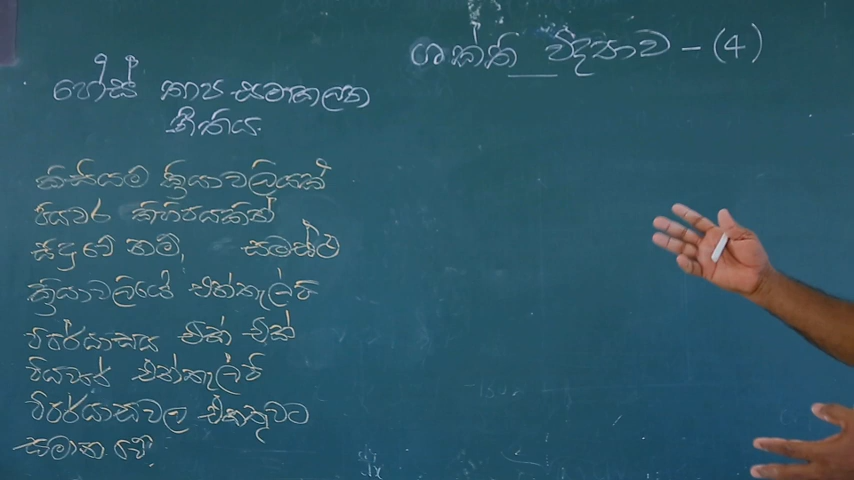 ශක්ති විද්‍යාව - (4)
හේස් තාප සමාකලන
නීතිය.
කිසියම් ක්‍රියාවලියක්
පියවර කිහිපයකින්
සිදු වේ නම්, සමස්ථ
ක්‍රියාවලියේ එන්තැල්පි
විපර්යාසය එක් එක්
පියවරේ එන්තැල්පි
විපර්යාසවල එකතුවට
සමාන වේ.